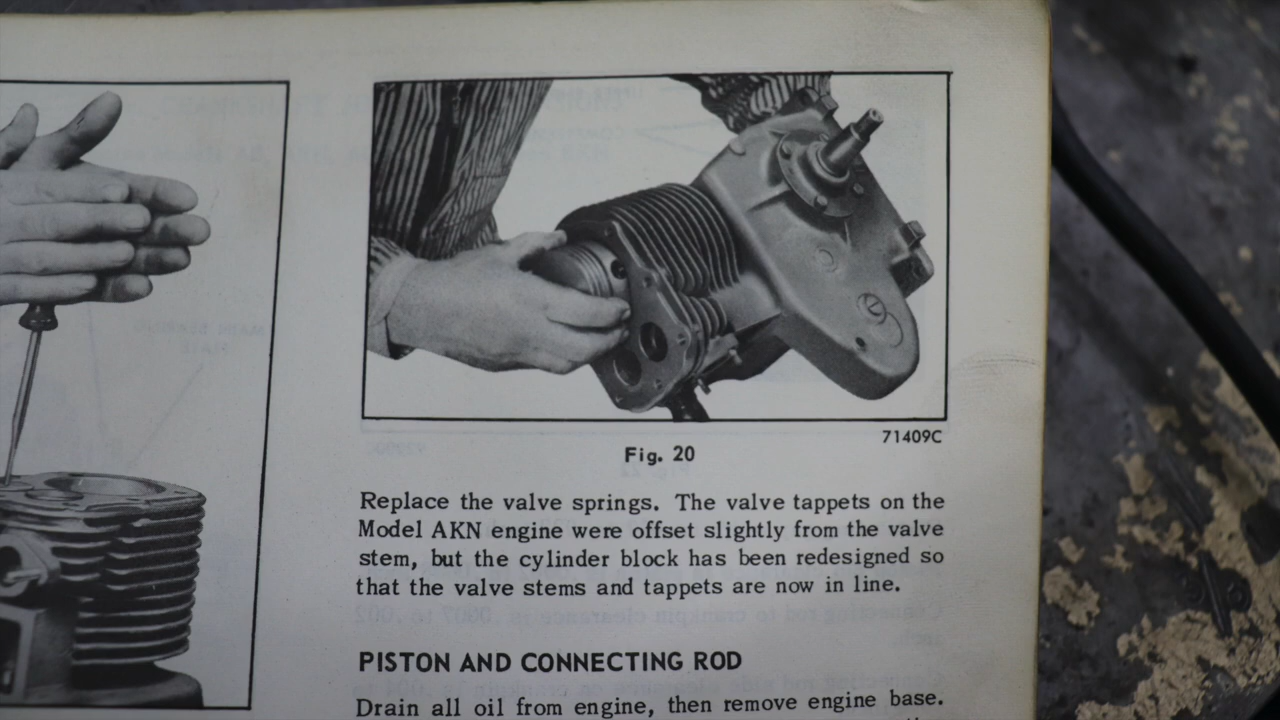 71409C
Fig. 20
Replace the valve springs. The valve tappets on the
Model AKN engine were offset slightly from the valve
stem, but the cylinder block has been redesigned so
that the valve stems and tappets are now in line.
PISTON AND CONNECTING ROD
Drain all oil from engine, then remove engine base.